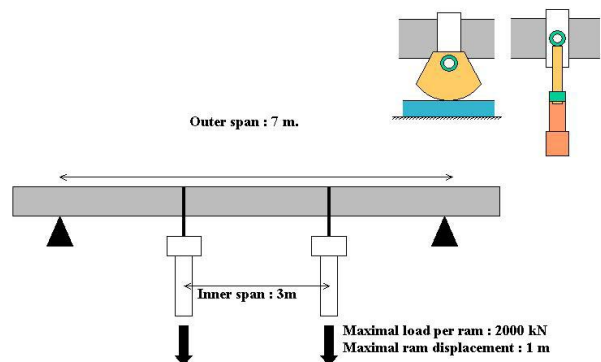 Outer span : 7 m.
Inner span : 3m
Maximal load per ram : 2000 kN
Maximal ram displacement : 1 m